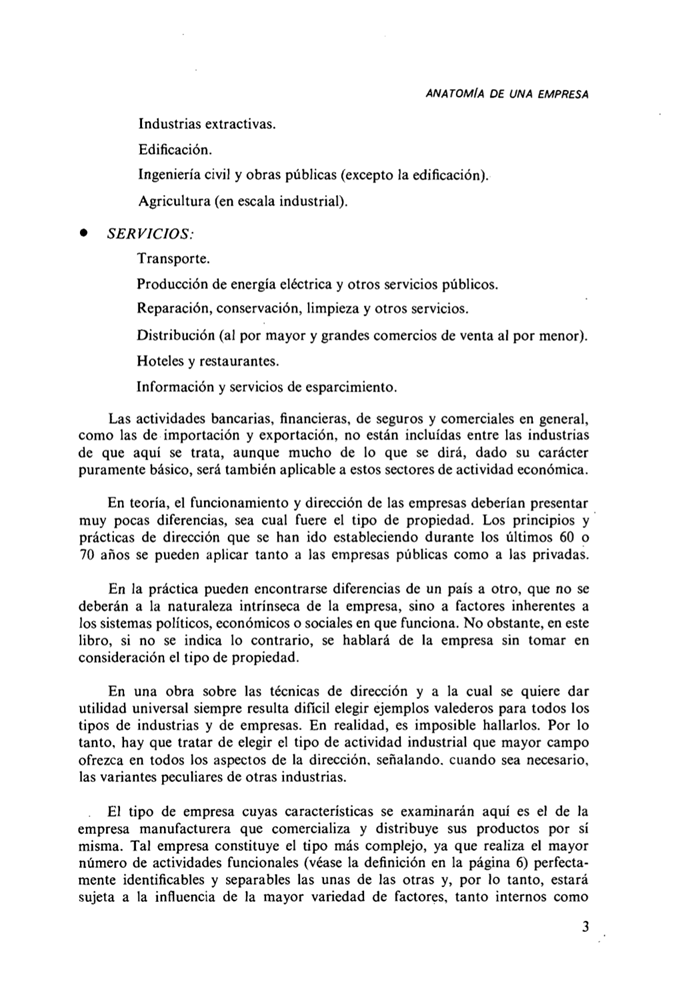 ANATOMÍA DE UNA EMPRESA
Industrias extractivas.
Edificación.
Ingeniería civil y obras públicas (excepto la edificación).
Agricultura (en escala industrial).
• SERVICIOS:
Transporte.
Producción de energía eléctrica y otros servicios públicos.
Reparación, conservación, limpieza y otros servicios.
Distribución (al por mayor y grandes comercios de venta al por menor).
Hoteles y restaurantes.
Información y servicios de esparcimiento.
Las actividades bancarias, financieras, de seguros y comerciales en general,
como las de importación y exportación, no están incluídas entre las industrias
de que aquí se trata, aunque mucho de lo que se dirá, dado su carácter
puramente básico, será también aplicable a estos sectores de actividad económica.
En teoría, el funcionamiento y dirección de las empresas deberían presentar
muy pocas diferencias, sea cual fuere el tipo de propiedad. Los principios y
prácticas de dirección que se han ido estableciendo durante los últimos 60 o
70 años se pueden aplicar tanto a las empresas públicas como a las privadas.
En la práctica pueden encontrarse diferencias de un país a otro, que no se
deberán a la naturaleza intrínseca de la empresa, sino a factores inherentes a
los sistemas políticos, económicos o sociales en que funciona. No obstante, en este
libro, si no se indica lo contrario, se hablará de la empresa sin tomar en
consideración el tipo de propiedad.
En una obra sobre las técnicas de dirección y a la cual se quiere dar
utilidad universal siempre resulta difícil elegir ejemplos valederos para todos los
tipos de industrias y de empresas. En realidad, es imposible hallarlos. Por lo
tanto, hay que tratar de elegir el tipo de actividad industrial que mayor campo
ofrezca en todos los aspectos de la dirección, señalando. cuando sea necesario,
las variantes peculiares de otras industrias.
El tipo de empresa cuyas características se examinarán aquí es el de la
empresa manufacturera que comercializa y distribuye sus productos por sí
misma. Tal empresa constituye el tipo más complejo, ya que realiza el mayor
número de actividades funcionales (véase la definición en la página 6) perfecta-
mente identificables y separables las unas de las otras y, por lo tanto, estará
sujeta a la influencia de la mayor variedad de factores, tanto internos como
3